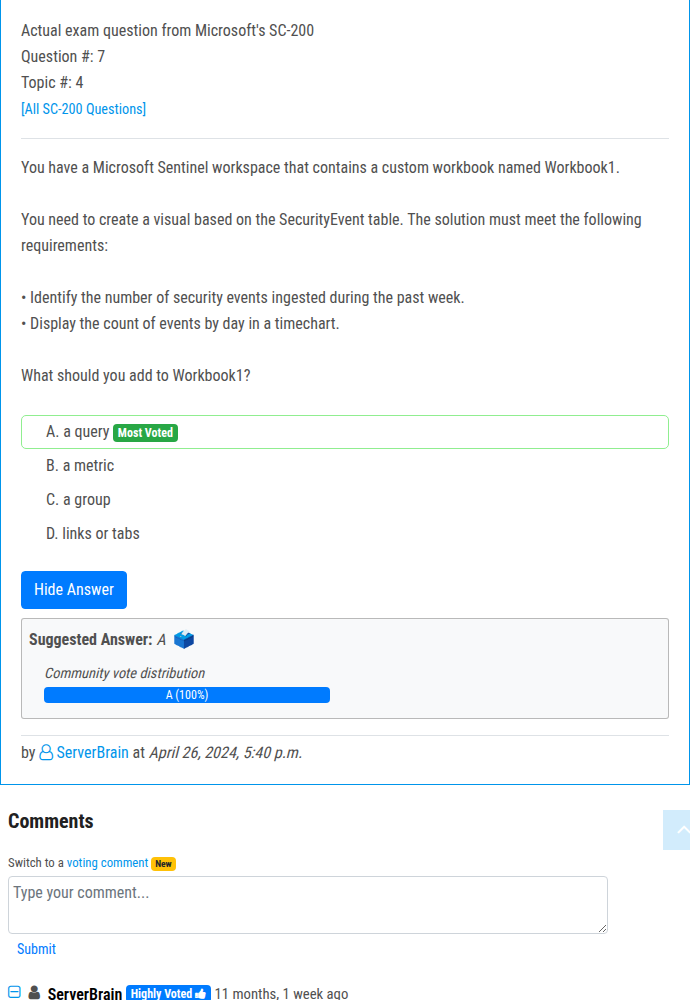 Actual exam question from Microsoft's SC-200
Question #: 7
Topic #: 4
[All SC-200 Questions]
You have a Microsoft Sentinel workspace that contains a custom workbook named Workbook1.
You need to create a visual based on the SecurityEvent table. The solution must meet the following
requirements:
• Identify the number of security events ingested during the past week.
• Display the count of events by day in a timechart.
What should you add to Workbook1?
A. a query Most Voted
B. a metric
C. a group
D. links or tabs
Hide Answer
Suggested Answer: A
Community vote distribution
A (100%)
by ServerBrain at April 26, 2024, 5:40 p.m.
Comments
Switch to a voting comment New
Type your comment...
Submit
ServerBrain Highly Voted 11 months, 1 week ago